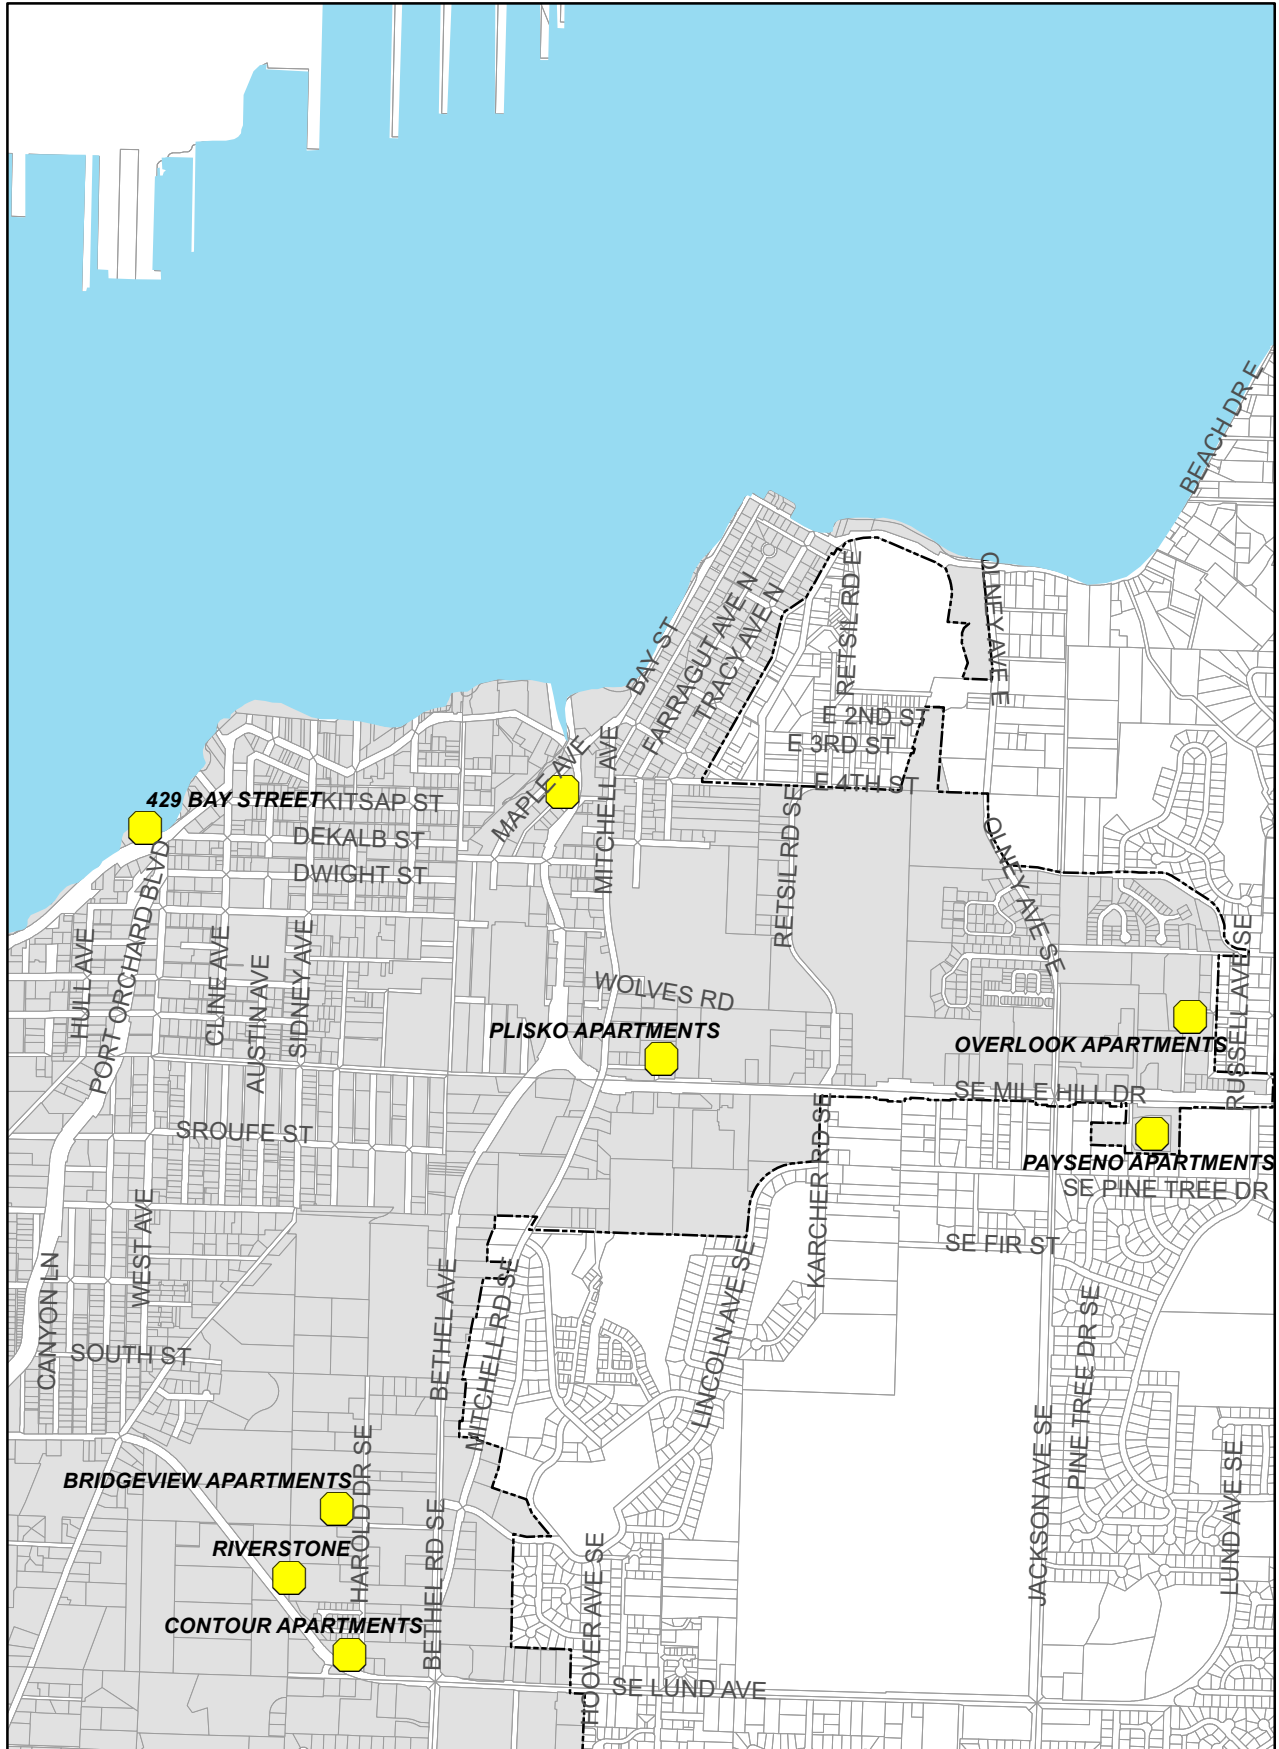 BEACH DR E
OLNEY AVE E
RETSIL RD E
BAY ST
FARRAGUT AVE N
TRACY AVE N
E 2ND ST
E 3RD ST
E 4TH ST
MAPLE AVE
MITCHELL AVE
429 BAY STREET
KITSAP ST
DEKALB ST
DWIGHT ST
RETSIL RD SE
OLNEY AVE SE
HULL AVE
PORT ORCHARD BLVD
CLINE AVE
AUSTIN AVE
SIDNEY AVE
WOLVES RD
PLISKO APARTMENTS
OVERLOOK APARTMENTS
RUSSELL AVE SE
SE MILE HILL DR
SROUFE ST
KARCHER RD SE
PAYSENO APARTMENTS
SE PINE TREE DR
SE FIR ST
WEST AVE
CANYON LN
SOUTH ST
BETHEL AVE
MITCHELL RD SE
LINCOLN AVE SE
PINE TREE DR SE
BRIDGEVIEW APARTMENTS
HAROLD DR SE
RIVERSTONE
CONTOUR APARTMENTS
BETHEL RD SE
HOOVER AVE SE
JACKSON AVE SE
LUND AVE SE
SE LUND AVE